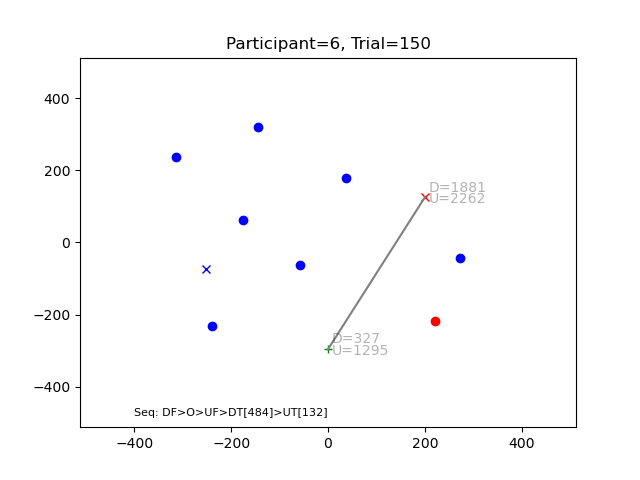 Participant=6, Trial=150
400
200
0
−200
−400
D=1881
U=2262
D=327
U=1295
Seq: DF>O>UF>DT[484]>UT[132]
−400 −200 0 200 400